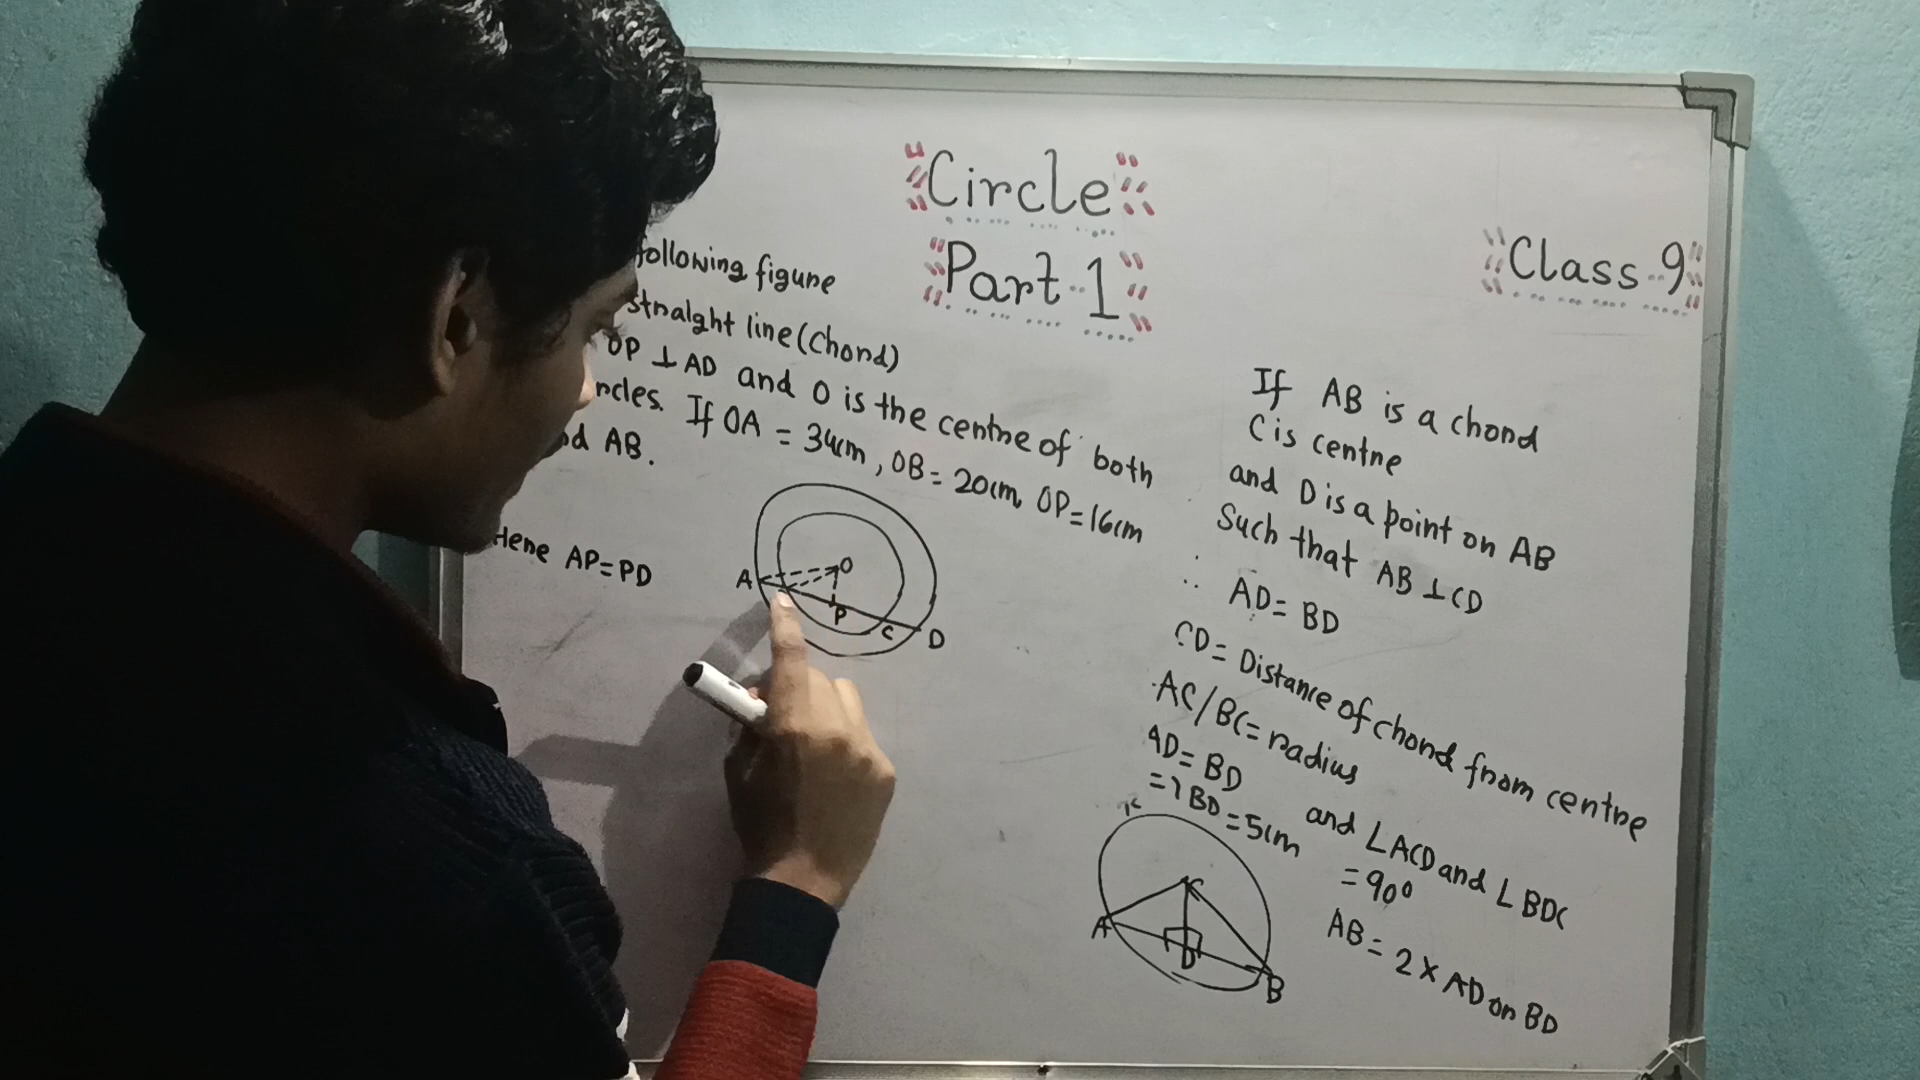 Circle
Part-1
Class-9
following figure
straight line (chord)
OP ⊥ AD and O is the centre of both
If OA = 34cm, OB = 20cm, OP = 16cm
AB.
Here AP = PD
A
O
P
C
D
If AB is a chord
C is centre
and D is a point on AB
Such that AB ⊥ CD
∴ AD = BD
CD = Distance of chord from centre
AC/BC = radius
AD = BD
=> BD = 5cm
and ∠ACD and ∠BDC
= 90°
AB = 2 × AD or BD
C
A
D
B